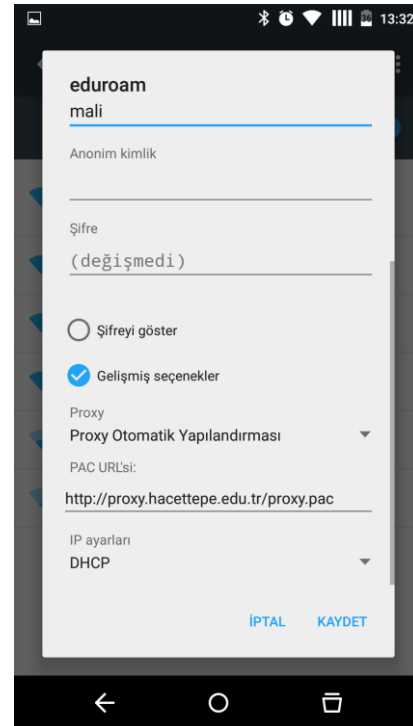 13:32
eduroam
mali
Anonim kimlik
Şifre
(değişmedi)
Şifreyi göster
Gelişmiş seçenekler
Proxy
Proxy Otomatik Yapılandırması
PAC URL'si:
http://proxy.hacettepe.edu.tr/proxy.pac
IP ayarları
DHCP
İPTAL KAYDET